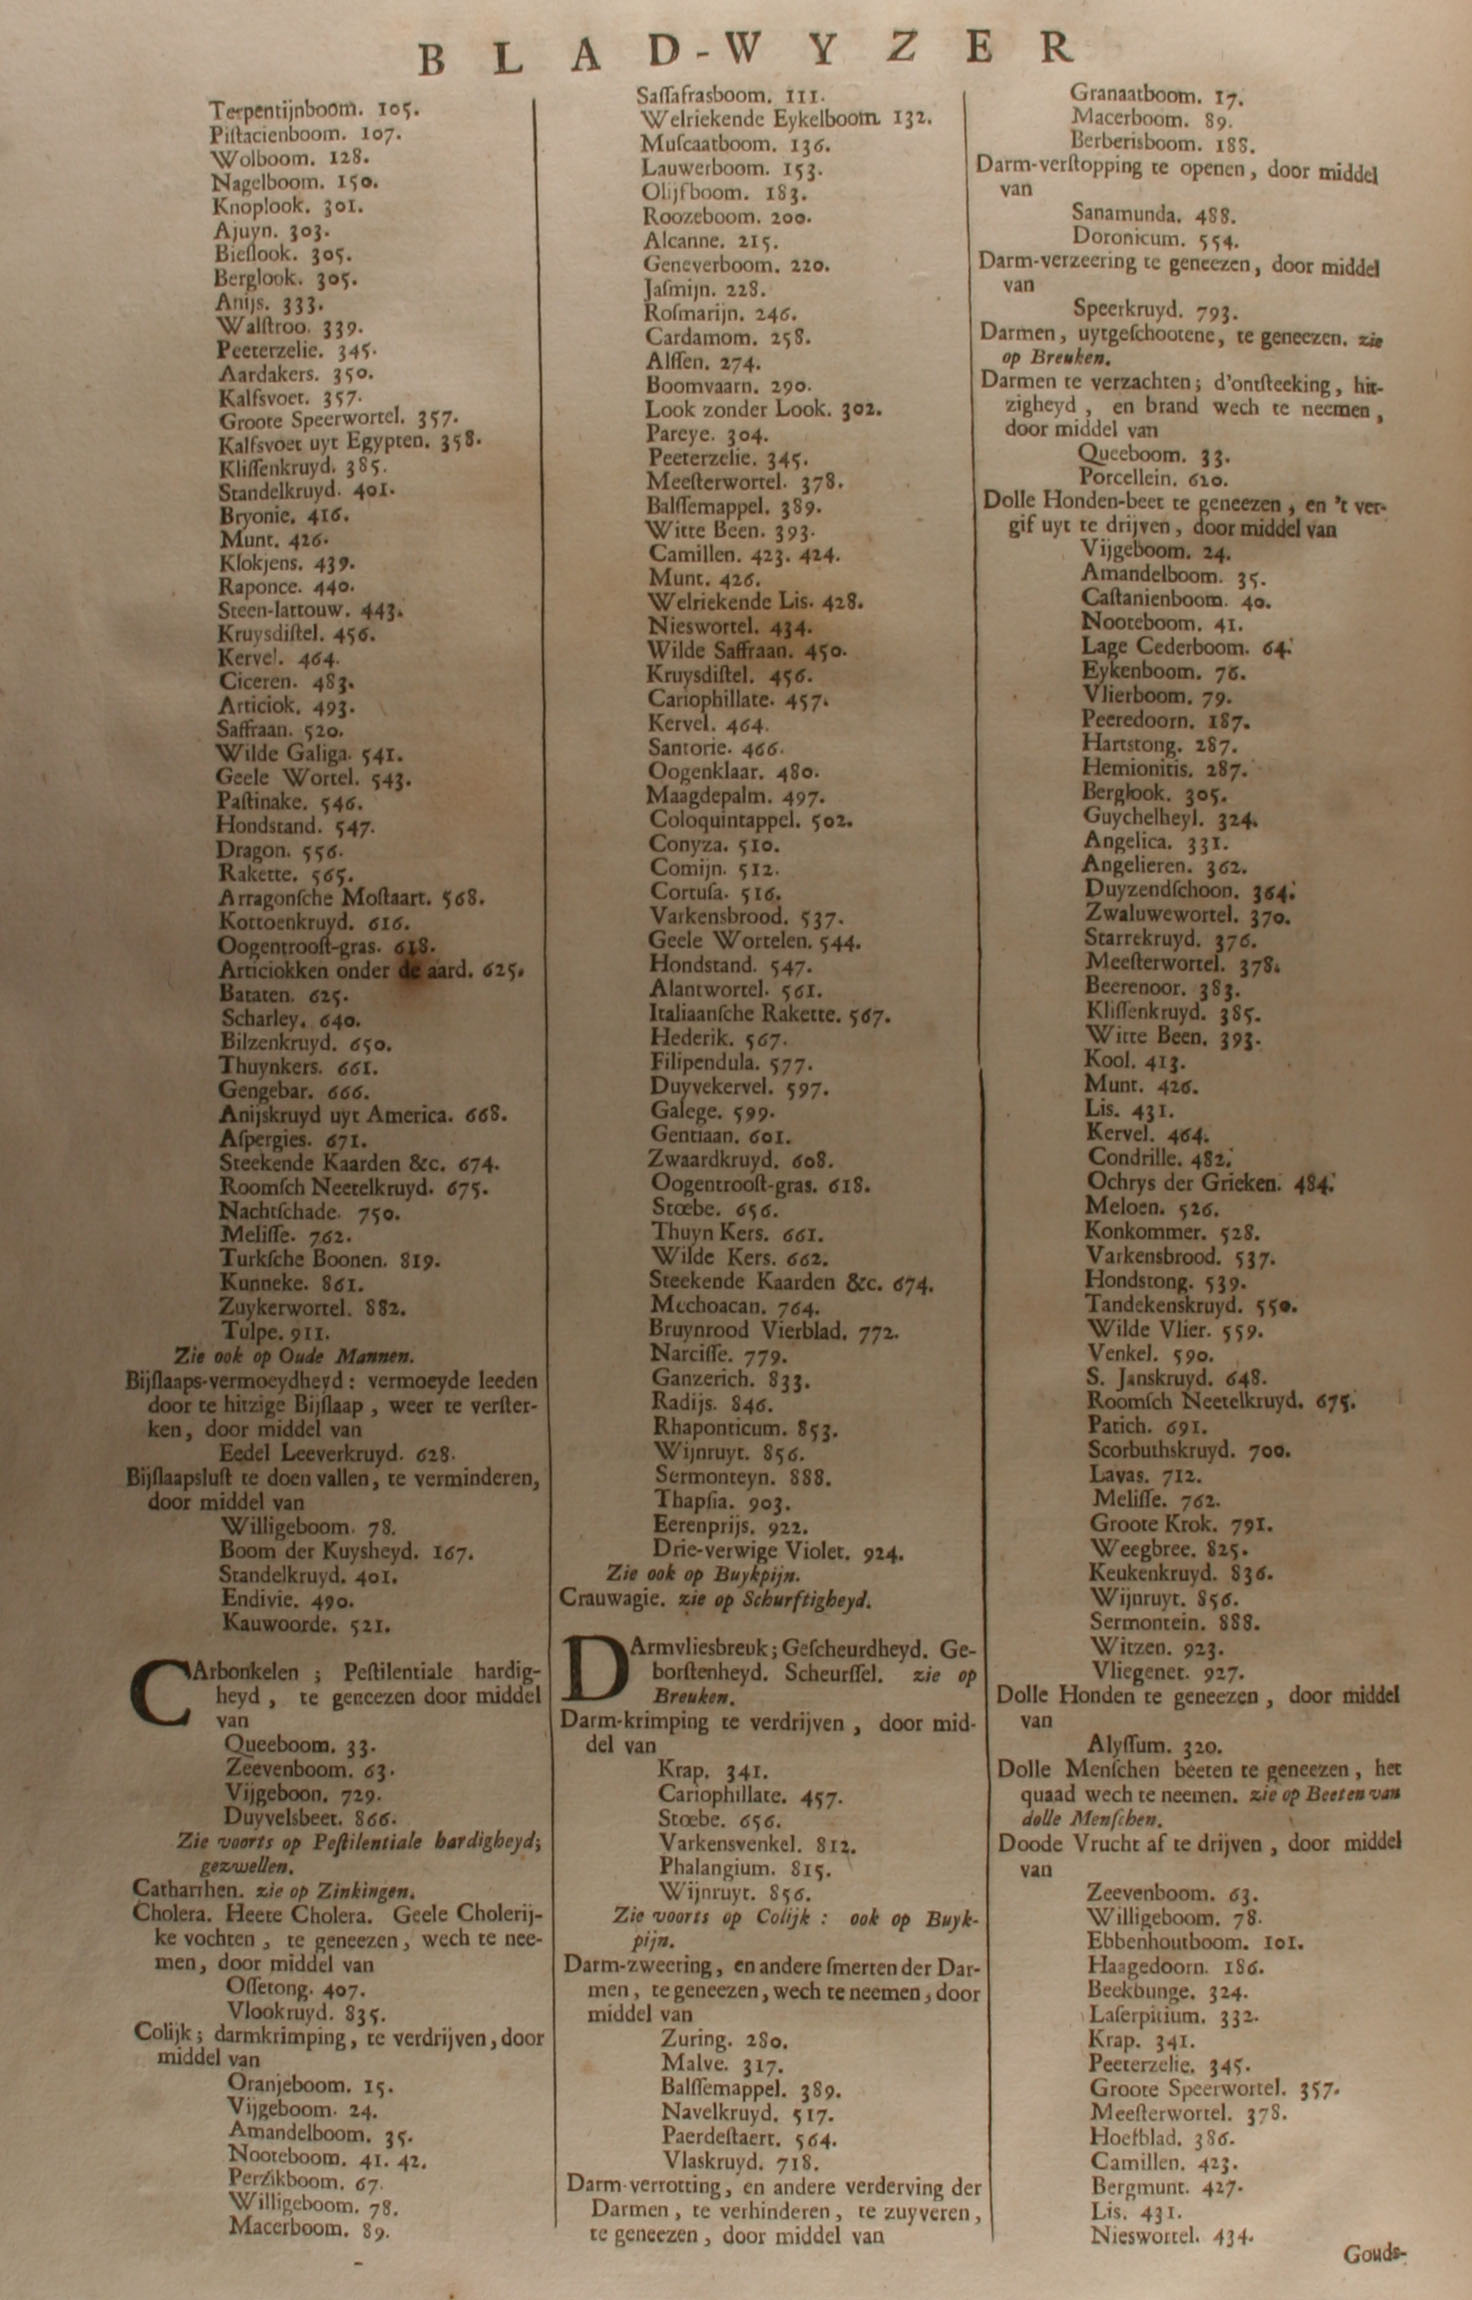 BLAD-WYZER
Terpentijnboom. 105.
Piſtacienboom. 107.
Wolboom. 128.
Nagelboom. 150.
Knoplook. 301.
Ajuyn. 303.
Bieſlook. 305.
Berglook. 305.
Anijs. 333.
Walſtroo. 339.
Peeterzelie. 345.
Aardakers. 350.
Kalfsvoet. 357.
Groote Speerwortel. 357.
Kalfsvoet uyt Egypten. 358.
Kliſſenkruyd. 385.
Standelkruyd. 401.
Bryonie. 416.
Munt. 426.
Klokjens. 439.
Raponce. 440.
Steen-lattouw. 443.
Kruysdiſtel. 456.
Kervel. 464.
Ciceren. 483.
Articiok. 493.
Saffraan. 520.
Wilde Galiga. 541.
Geele Wortel. 543.
Paſtinake. 546.
Hondstand. 547.
Dragon. 556.
Rakette. 565.
Arragonſche Moſtaart. 568.
Kottoenkruyd. 616.
Oogentrooſt-gras. 618.
Articiokken onder de aard. 625.
Bataten. 625.
Scharley. 640.
Bilzenkruyd. 650.
Thuynkers. 661.
Gengebar. 666.
Anijskruyd uyt America. 668.
Aſpergies. 671.
Steekende Kaarden &c. 674.
Roomſch Neetelkruyd. 675.
Nachtſchade. 750.
Meliſſe. 762.
Turkſche Boonen. 819.
Kunneke. 861.
Zuykerwortel. 882.
Tulpe. 911.
Zie ook op Oude Mannen.
Bijſlaaps-vermoeydheyd: vermoeyde leeden
door te hitzige Bijſlaap, weer te verſter-
ken, door middel van
Eedel Leeverkruyd. 628.
Bijſlaapsluſt te doen vallen, te verminderen,
door middel van
Willigeboom. 78.
Boom der Kuysheyd. 167.
Standelkruyd. 401.
Endivie. 490.
Kauwoorde. 521.
CArbonkelen; Peſtilentiale hardig-
heyd, te geneezen door middel
van
Queeboom. 33.
Zeevenboom. 63.
Vijgeboon. 729.
Duyvelsbeet. 866.
Zie voorts op Peſtilentiale hardigheyd;
gezwellen.
Catharrhen. zie op Zinkingen.
Cholera. Heete Cholera. Geele Cholerij-
ke vochten, te geneezen, wech te nee-
men, door middel van
Oſſetong. 407.
Vlookruyd. 835.
Colijk; darmkrimping, te verdrijven, door
middel van
Oranjeboom. 15.
Vijgeboom. 24.
Amandelboom. 35.
Nooteboom. 41. 42.
Perzikboom. 67.
Willigeboom. 78.
Macerboom. 89.
Saſſafrasboom. 111.
Welriekende Eykelboom. 132.
Muſcaatboom. 136.
Lauwerboom. 153.
Olijfboom. 183.
Roozeboom. 200.
Alcanne. 215.
Geneverboom. 220.
Jaſmijn. 228.
Roſmarijn. 246.
Cardamom. 258.
Alſſen. 274.
Boomvaarn. 290.
Look zonder Look. 302.
Pareye. 304.
Peeterzelie. 345.
Meeſterwortel. 378.
Balſſemappel. 389.
Witte Been. 393.
Camillen. 423. 424.
Munt. 426.
Welriekende Lis. 428.
Nieswortel. 434.
Wilde Saffraan. 450.
Kruysdiſtel. 456.
Cariophillate. 457.
Kervel. 464.
Santorie. 466.
Oogenklaar. 480.
Maagdepalm. 497.
Coloquintappel. 502.
Conyza. 510.
Comijn. 512.
Cortuſa. 516.
Varkensbrood. 537.
Geele Wortelen. 544.
Hondstand. 547.
Alantwortel. 561.
Italiaanſche Rakette. 567.
Hederik. 567.
Filipendula. 577.
Duyvekervel. 597.
Galege. 599.
Gentiaan. 601.
Zwaardkruyd. 608.
Oogentrooſt-gras. 618.
Stœbe. 656.
Thuyn Kers. 661.
Wilde Kers. 662.
Steekende Kaarden &c. 674.
Mechoacan. 764.
Bruynrood Vierblad. 772.
Narciſſe. 779.
Ganzerich. 833.
Radijs. 846.
Rhaponticum. 853.
Wijnruyt. 856.
Sermonteyn. 888.
Thapſia. 903.
Eerenprijs. 922.
Drie-verwige Violet. 924.
Zie ook op Buykpijn.
Crauwagie. zie op Schurftigheyd.
DArmvliesbreuk; Geſcheurdheyd. Ge-
borſtenheyd. Scheurſſel. zie op
Breuken.
Darm-krimping te verdrijven, door mid-
del van
Krap. 341.
Cariophillate. 457.
Stœbe. 656.
Varkensvenkel. 812.
Phalangium. 815.
Wijnruyt. 856.
Zie voorts op Colijk: ook op Buyk-
pijn.
Darm-zweering, en andere ſmerten der Dar-
men, te geneezen, wech te neemen, door
middel van
Zuring. 280.
Malve. 317.
Balſſemappel. 389.
Navelkruyd. 517.
Paerdeſtaert. 564.
Vlaskruyd. 718.
Darm-verrotting, en andere verderving der
Darmen, te verhinderen, te zuyveren,
te geneezen, door middel van
Granaatboom. 17.
Macerboom. 89.
Berberisboom. 188.
Darm-verſtopping te openen, door middel
van
Sanamunda. 488.
Doronicum. 554.
Darm-verzeering te geneezen, door middel
van
Speerkruyd. 793.
Darmen, uytgeſchootene, te geneezen. zie
op Breuken.
Darmen te verzachten; d'ontſteeking, hit-
zigheyd, en brand wech te neemen,
door middel van
Queeboom. 33.
Porcellein. 620.
Dolle Honden-beet te geneezen, en 't ver-
gif uyt te drijven, door middel van
Vijgeboom. 24.
Amandelboom. 35.
Caſtanienboom. 40.
Nooteboom. 41.
Lage Cederboom. 64.
Eykenboom. 76.
Vlierboom. 79.
Peeredoorn. 187.
Hartstong. 287.
Hemionitis. 287.
Berglook. 305.
Guychelheyl. 324.
Angelica. 331.
Angelieren. 362.
Duyzendſchoon. 364.
Zwaluwewortel. 370.
Starrekruyd. 376.
Meeſterwortel. 378.
Beerenoor. 383.
Kliſſenkruyd. 385.
Witte Been. 393.
Kool. 413.
Munt. 426.
Lis. 431.
Kervel. 464.
Condrille. 482.
Ochrys der Grieken. 484.
Meloen. 526.
Konkommer. 528.
Varkensbrood. 537.
Hondstong. 539.
Tandekenskruyd. 550.
Wilde Vlier. 559.
Venkel. 590.
S. Janskruyd. 648.
Roomſch Neetelkruyd. 675.
Patich. 691.
Scorbuthskruyd. 700.
Lavas. 712.
Meliſſe. 762.
Groote Krok. 791.
Weegbree. 825.
Keukenkruyd. 836.
Wijnruyt. 856.
Sermontein. 888.
Witzen. 923.
Vliegenet. 927.
Dolle Honden te geneezen, door middel
van
Alyſſum. 320.
Dolle Menſchen beeten te geneezen, het
quaad wech te neemen. zie op Beeten van
dolle Menſchen.
Doode Vrucht af te drijven, door middel
van
Zeevenboom. 63.
Willigeboom. 78.
Ebbenhoutboom. 101.
Haagedoorn. 186.
Beekbunge. 324.
Laſerpitium. 332.
Krap. 341.
Peeterzelie. 345.
Groote Speerwortel. 357.
Meeſterwortel. 378.
Hoefblad. 386.
Camillen. 423.
Bergmunt. 427.
Lis. 431.
Nieswortel. 434.
Gouds-